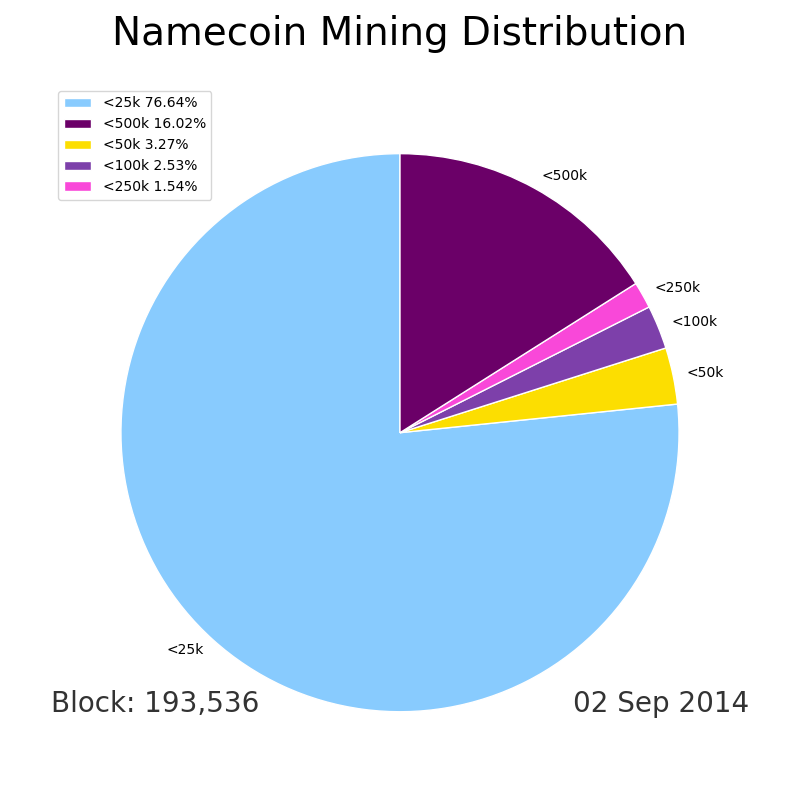 Namecoin Mining Distribution
<25k 76.64%
<500k 16.02%
<50k 3.27%
<100k 2.53%
<250k 1.54%
<500k
<250k
<100k
<50k
<25k
Block: 193,536
02 Sep 2014